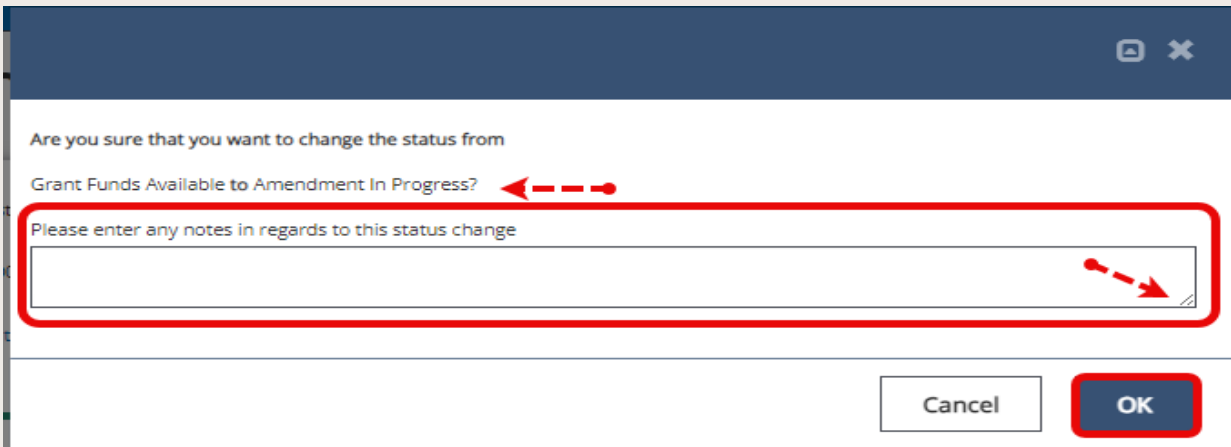 Are you sure that you want to change the status from
Grant Funds Available to Amendment In Progress?
Please enter any notes in regards to this status change
Cancel OK